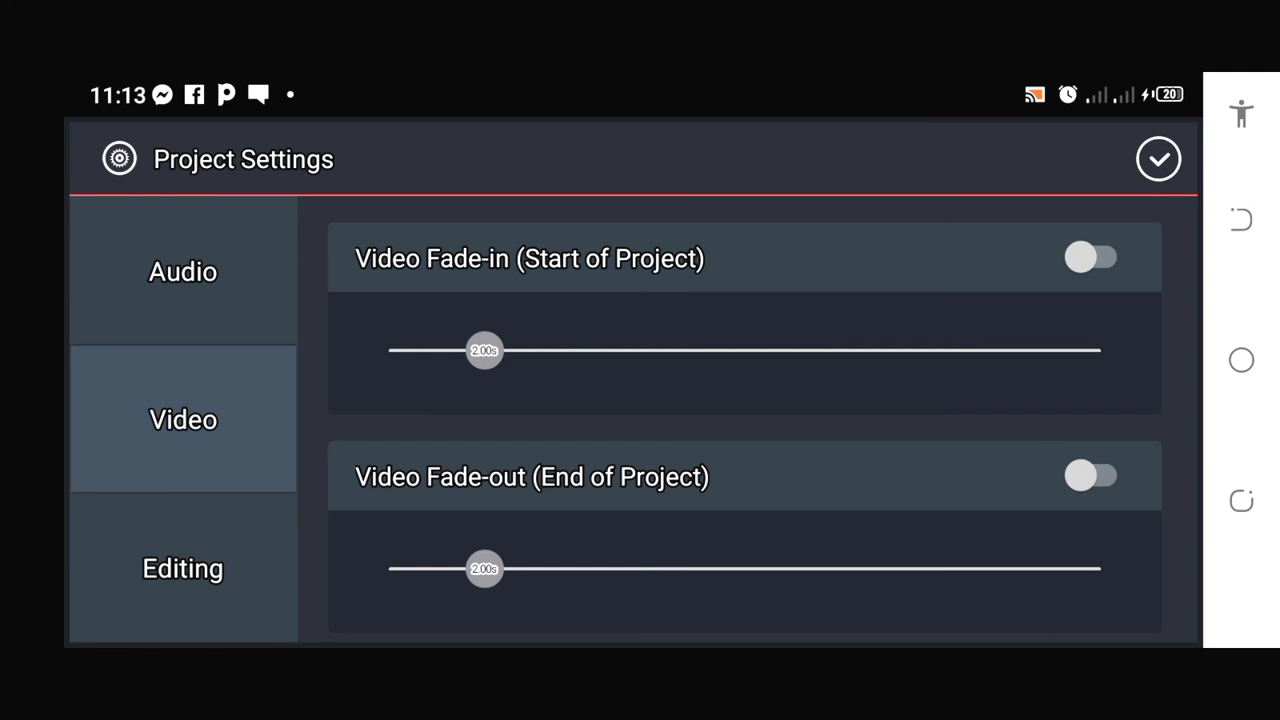 11:13
20
Project Settings
Audio
Video
Editing
Video Fade-in (Start of Project)
2.00s
Video Fade-out (End of Project)
2.00s